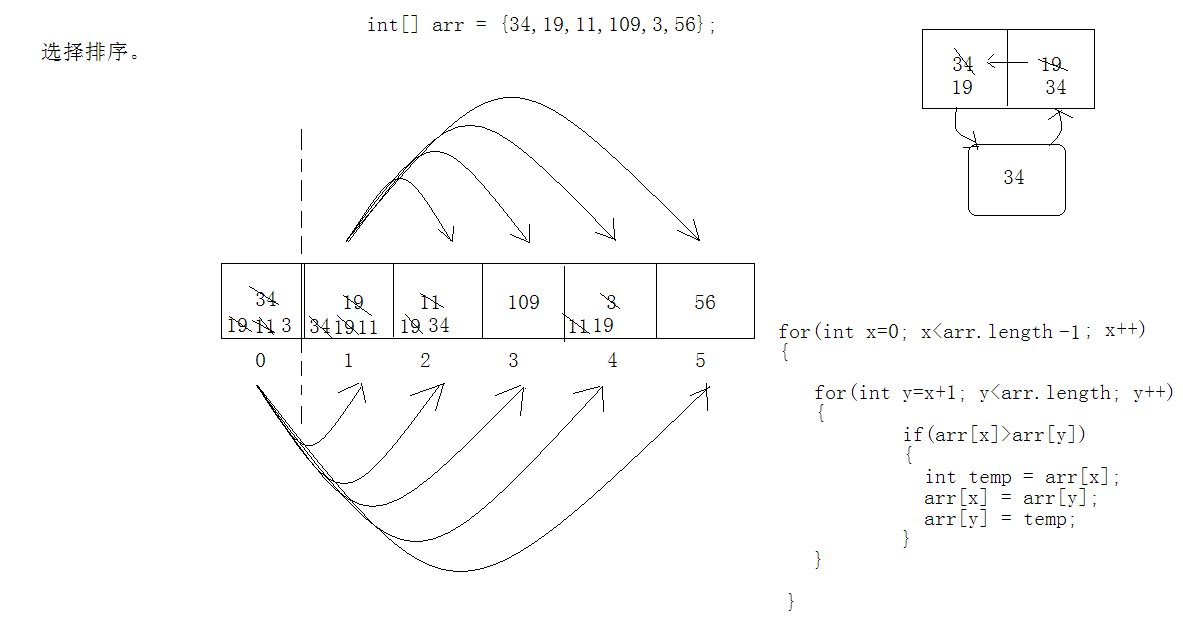 int[] arr = {34,19,11,109,3,56};
选择排序。
34 19
19 34
34
34 19 11 109 3 56
19 11 3 34 19 11 19 34 11 19
0 1 2 3 4 5
for(int x=0; x<arr.length-1; x++)
{
for(int y=x+1; y<arr.length; y++)
{
if(arr[x]>arr[y])
{
int temp = arr[x];
arr[x] = arr[y];
arr[y] = temp;
}
}
}